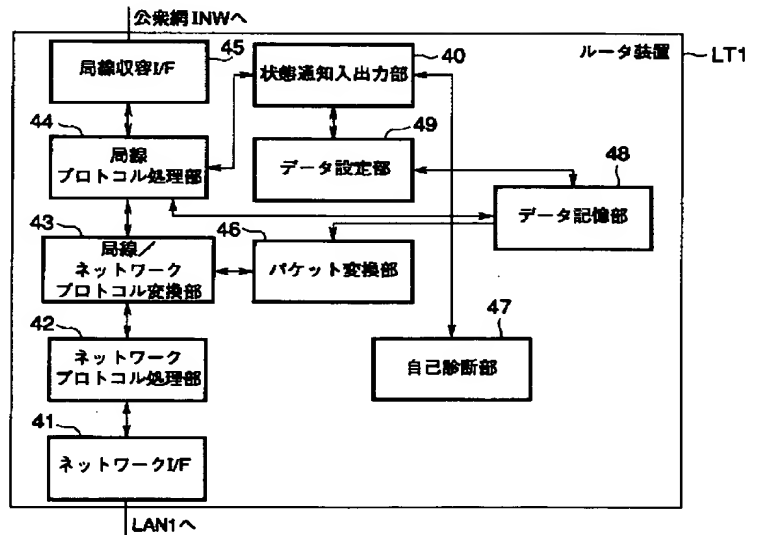 公衆網INWへ
ルータ装置
LT1
45
局線収容I/F
40
状態通知入出力部
44
局線
プロトコル処理部
49
データ設定部
48
データ記憶部
43
局線／
ネットワーク
プロトコル変換部
46
パケット変換部
42
ネットワーク
プロトコル処理部
47
自己診断部
41
ネットワークI/F
LAN1へ